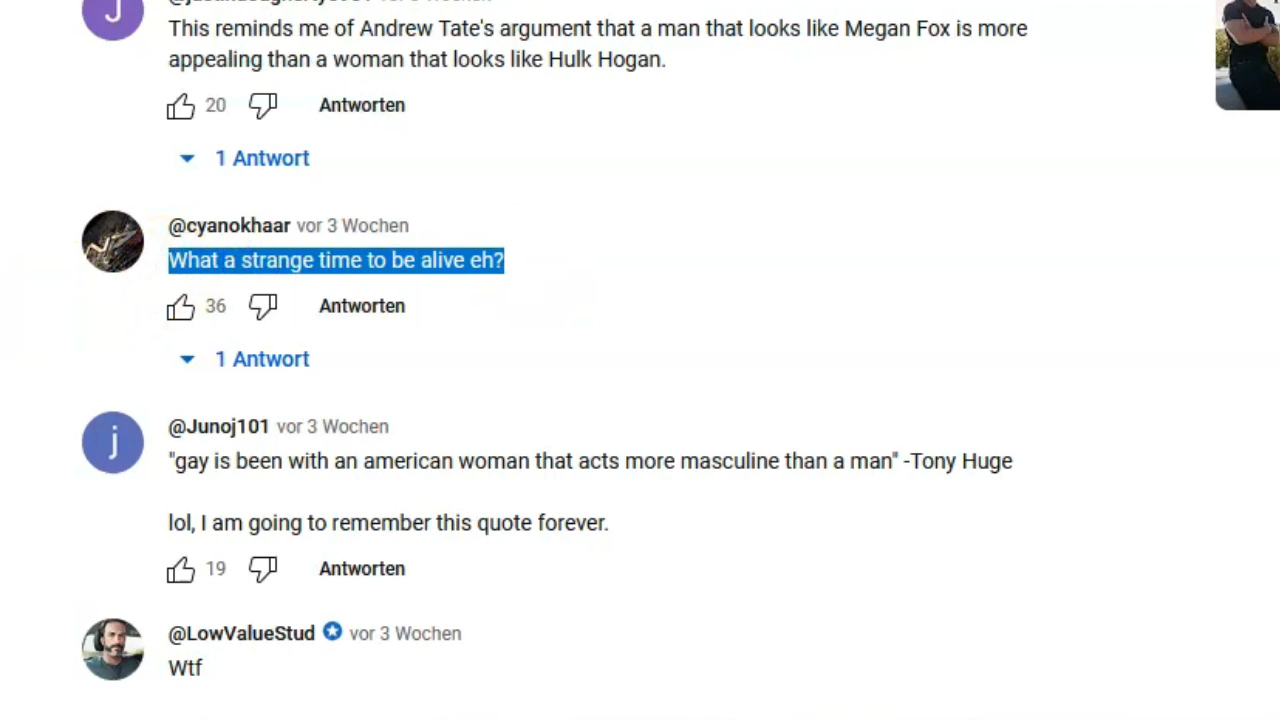 This reminds me of Andrew Tate's argument that a man that looks like Megan Fox is more
appealing than a woman that looks like Hulk Hogan.
20 Antworten
1 Antwort
@cyanokhaar vor 3 Wochen
What a strange time to be alive eh?
36 Antworten
1 Antwort
j
@Junoj101 vor 3 Wochen
"gay is been with an american woman that acts more masculine than a man" -Tony Huge
lol, I am going to remember this quote forever.
19 Antworten
@LowValueStud vor 3 Wochen
Wtf